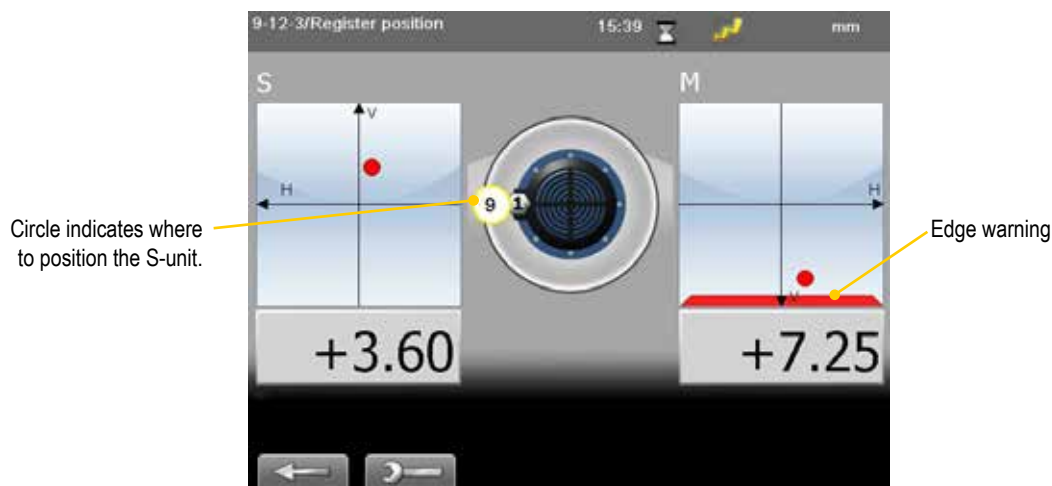 9-12-3/Register position 15:39 mm
S M
V
H H
9 1
V
Circle indicates where
to position the S-unit.
Edge warning
+3.60 +7.25